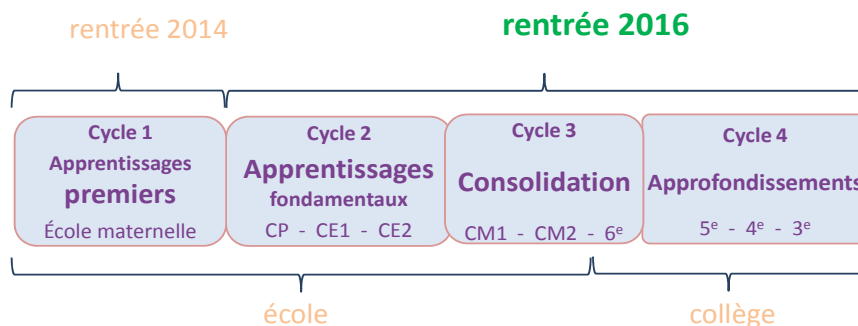 rentrée 2014
rentrée 2016
Cycle 1
Apprentissages
premiers
École maternelle
Cycle 2
Apprentissages
fondamentaux
CP - CE1 - CE2
Cycle 3
Consolidation
CM1 - CM2 - 6e
Cycle 4
Approfondissements
5e - 4e - 3e
école
collège